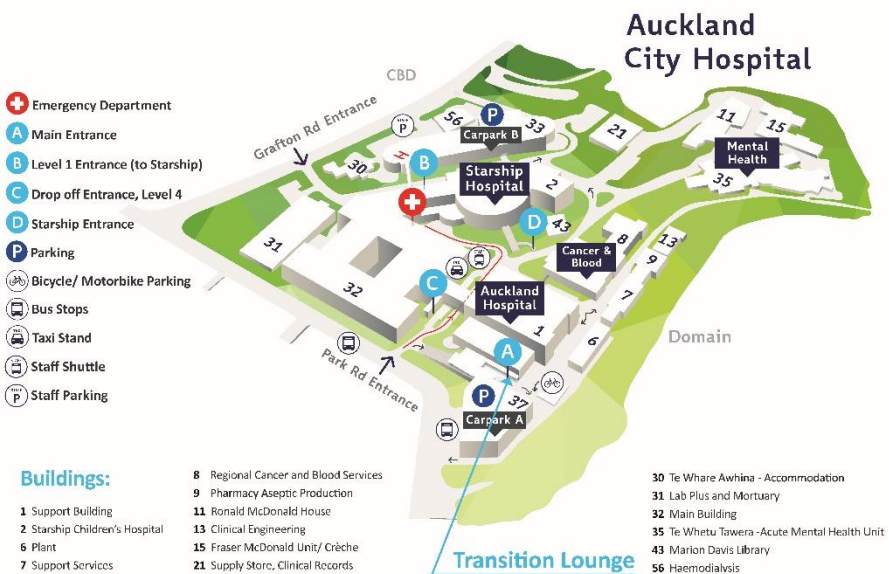 Auckland
City Hospital
CBD
Grafton Rd Entrance
Emergency Department
A Main Entrance
B Level 1 Entrance (to Starship)
C Drop off Entrance, Level 4
D Starship Entrance
P Parking
Bicycle/ Motorbike Parking
Bus Stops
Taxi Stand
Staff Shuttle
P Staff Parking
P
56
P
Carpark B
33
21
11
15
Mental
Health
35
30
B
Starship
Hospital
2
D
43
31
32
C
Cancer &
Blood
8
13
9
7
6
Auckland
Hospital
1
A
Domain
Park Rd Entrance
P
37
Carpark A
Buildings:
1 Support Building
2 Starship Children's Hospital
6 Plant
7 Support Services
8 Regional Cancer and Blood Services
9 Pharmacy Aseptic Production
11 Ronald McDonald House
13 Clinical Engineering
15 Fraser McDonald Unit/ Crèche
21 Supply Store, Clinical Records
Transition Lounge
30 Te Whare Awhina - Accommodation
31 Lab Plus and Mortuary
32 Main Building
35 Te Whetu Tawera -Acute Mental Health Unit
43 Marion Davis Library
56 Haemodialysis